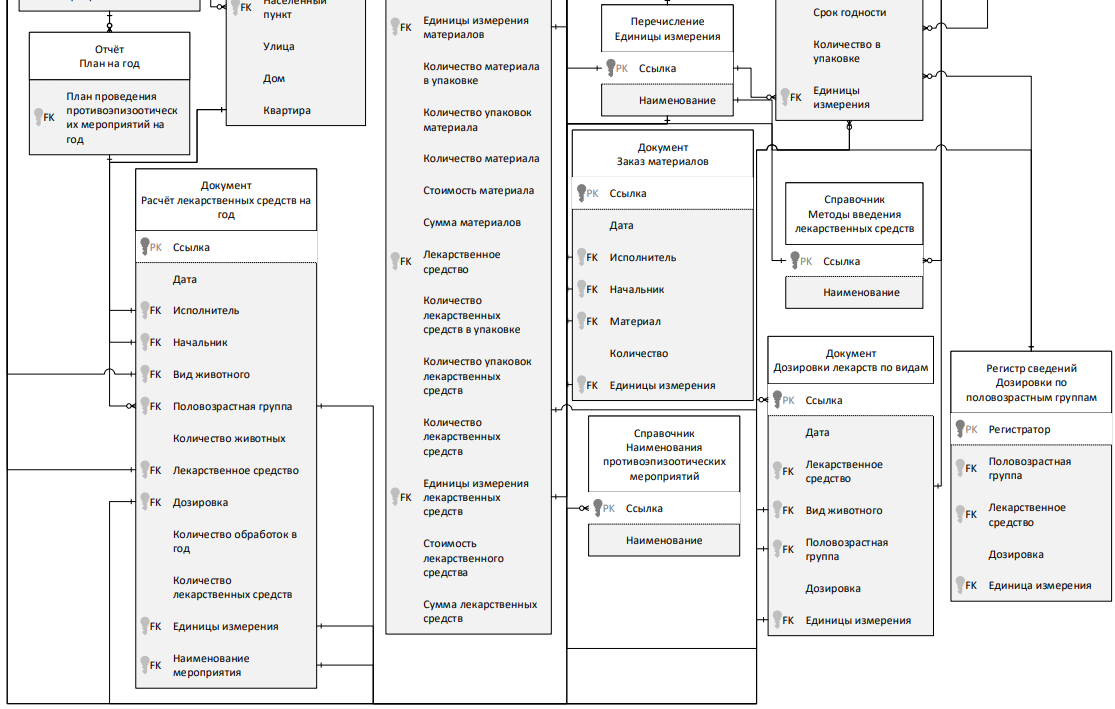 Отчёт
План на год
FK
План проведения
противоэпизоотическ
их мероприятий на
год
FK
пункт
Улица
Дом
Квартира
Документ
Расчёт лекарственных средств на
год
PK Ссылка
Дата
FK Исполнитель
FK Начальник
FK Вид животного
FK Половозрастная группа
Количество животных
FK Лекарственное средство
FK Дозировка
Количество обработок в
год
Количество
лекарственных средств
FK Единицы измерения
FK
Наименование
мероприятия
FK
Единицы измерения
материалов
Количество материала
в упаковке
Количество упаковок
материала
Количество материала
Стоимость материала
Сумма материалов
FK
Лекарственное
средство
Количество
лекарственных
средств в упаковке
Количество упаковок
лекарственных
средств
Количество
лекарственных
средств
FK
Единицы измерения
лекарственных
средств
Стоимость
лекарственного
средства
Сумма лекарственных
средств
Перечисление
Единицы измерения
PK Ссылка
Наименование
Документ
Заказ материалов
PK Ссылка
Дата
FK Исполнитель
FK Начальник
FK Материал
Количество
FK Единицы измерения
Справочник
Наименования
противоэпизоотических
мероприятий
PK Ссылка
Наименование
Срок годности
Количество в
упаковке
FK
Единицы
измерения
Справочник
Методы введения
лекарственных средств
PK Ссылка
Наименование
Документ
Дозировки лекарств по видам
PK Ссылка
Дата
FK
Лекарственное
средство
FK Вид животного
FK
Половозрастная
группа
Дозировка
FK Единицы измерения
Регистр сведений
Дозировки по
половозрастным группам
PK Регистратор
FK
Половозрастная
группа
FK
Лекарственное
средство
Дозировка
FK Единица измерения